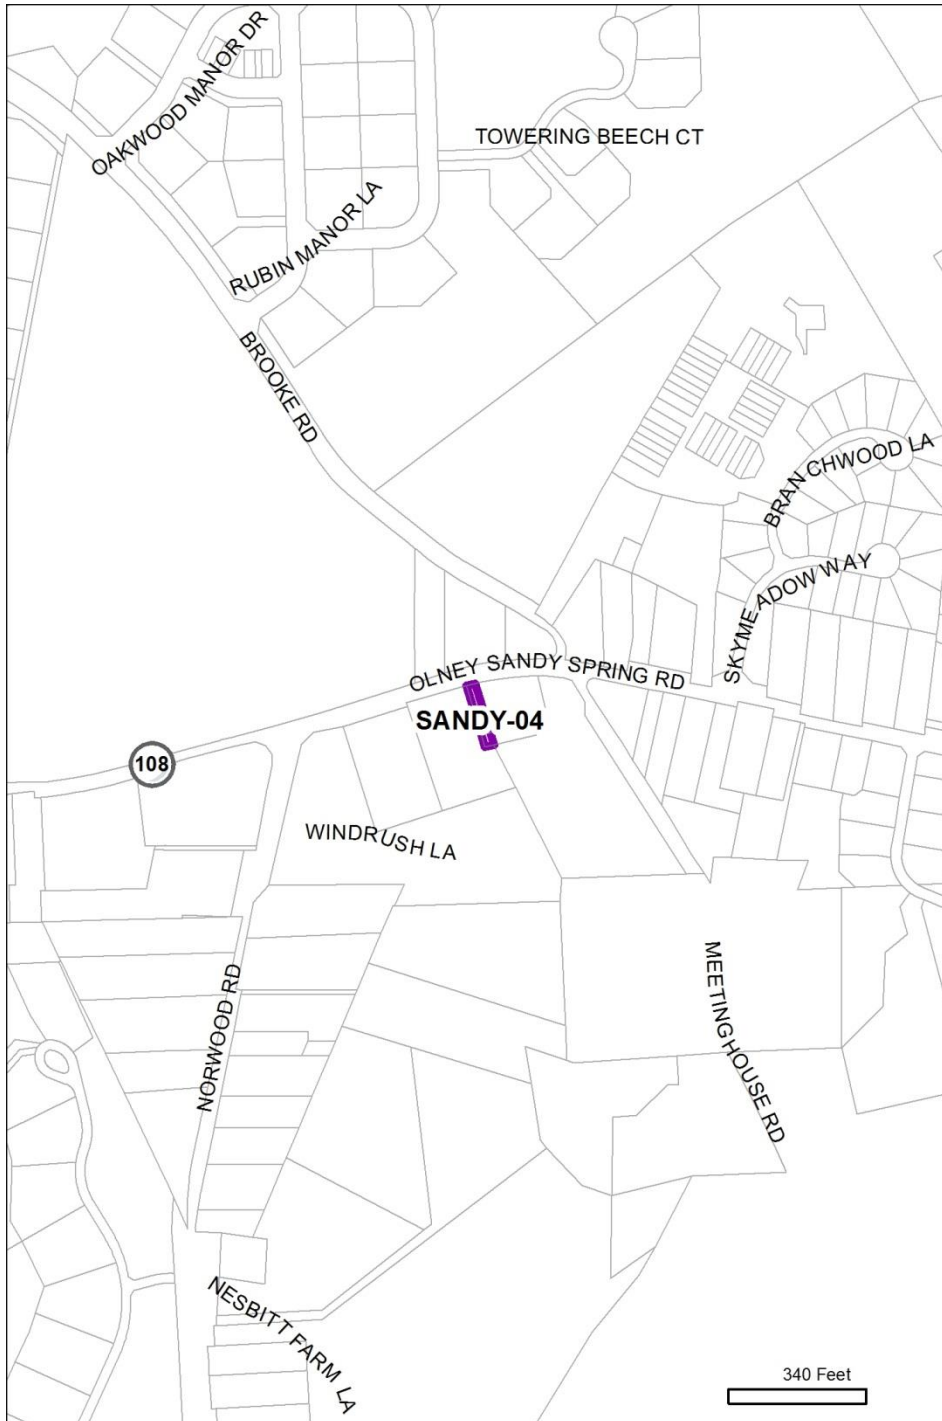 OAKWOOD MANOR DR
TOWERING BEECH CT
RUBIN MANOR LA
BROOKE RD
BRANCHWOOD LA
SKYMEADOW WAY
OLNEY SANDY SPRING RD
SANDY-04
108
WINDRUSH LA
NORWOOD RD
MEETINGHOUSE RD
NESBITT FARM LA
340 Feet